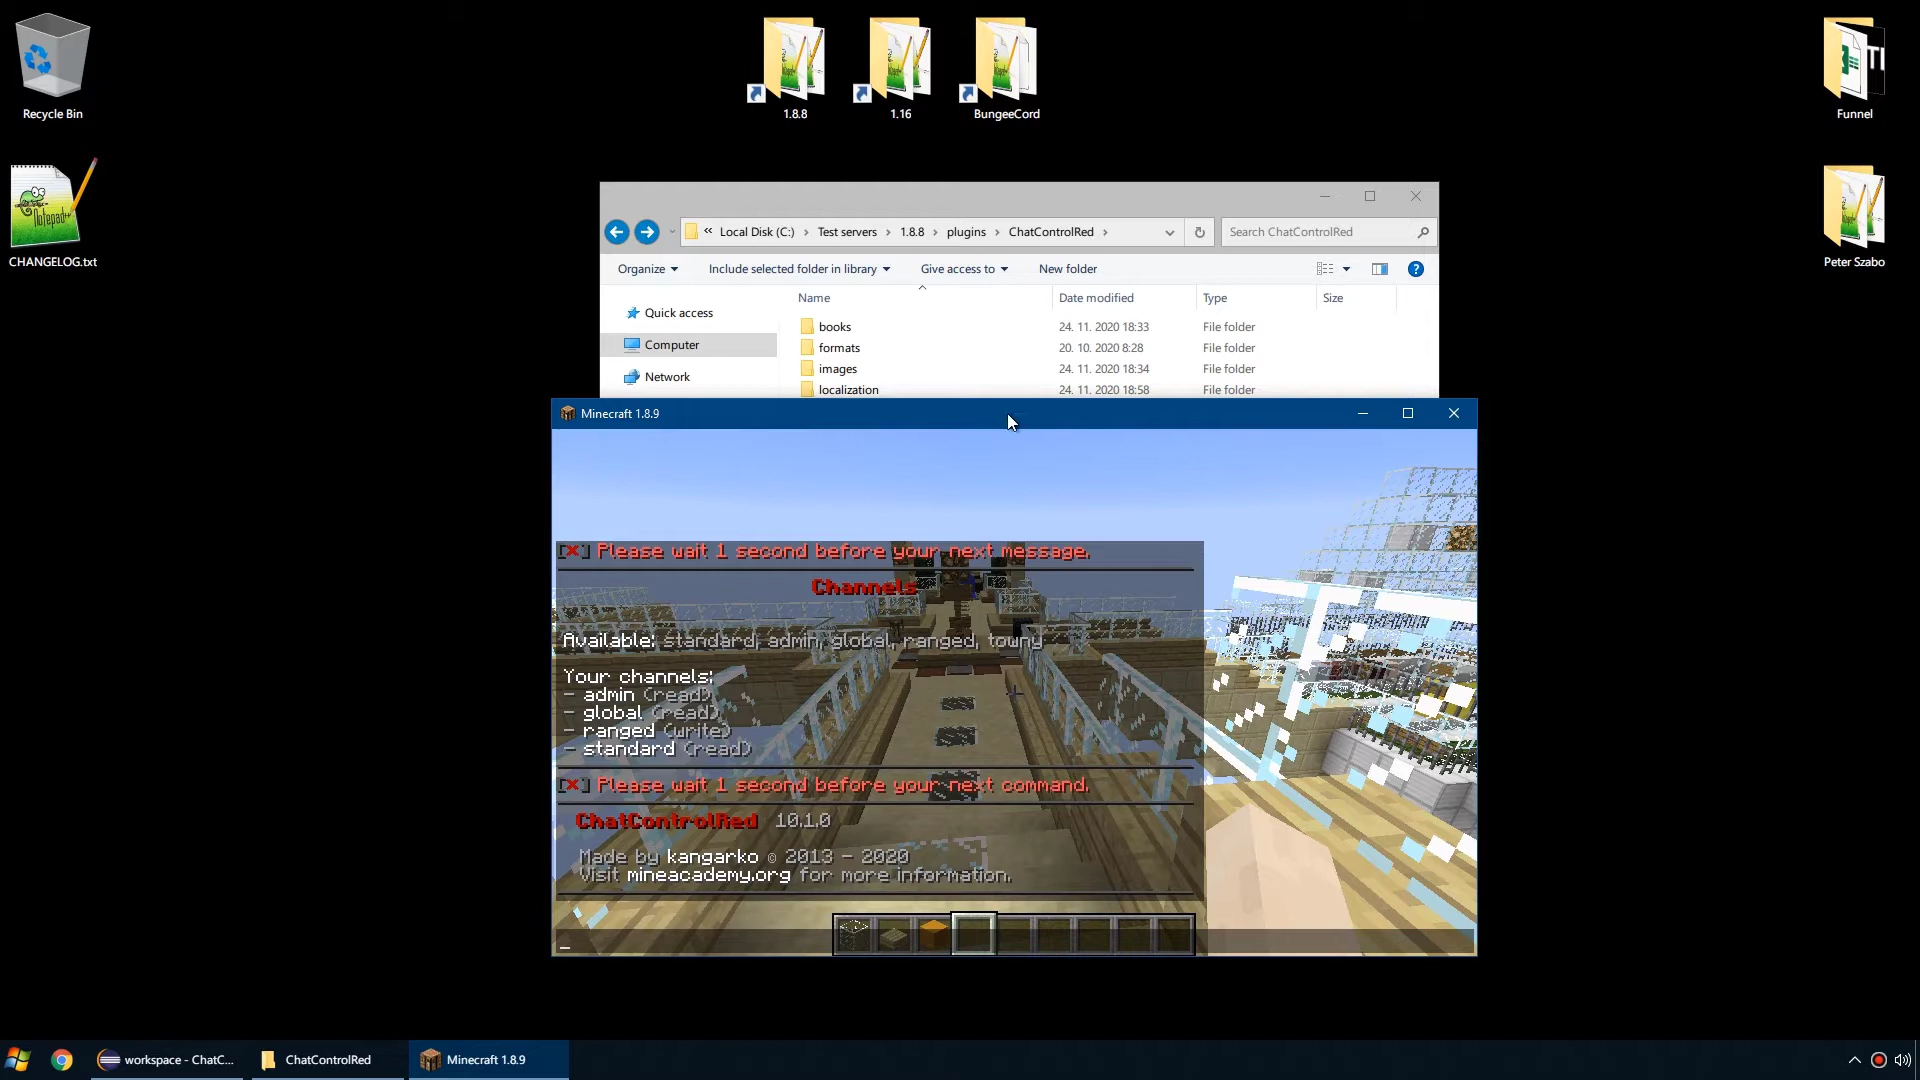 Recycle Bin
CHANGELOG.txt
1.8.8
1.16
BungeeCord
Funnel
Peter Szabo
« Local Disk (C:) › Test servers › 1.8.8 › plugins › ChatControlRed ›
Search ChatControlRed
Organize
Include selected folder in library
Give access to
New folder
Name Date modified Type Size
Quick access
Computer
Network
books 24. 11. 2020 18:33 File folder
formats 20. 10. 2020 8:28 File folder
images 24. 11. 2020 18:34 File folder
localization 24. 11. 2020 18:58 File folder
Minecraft 1.8.9
[✖] Please wait 1 second before your next message.
Channels
Available: standard, admin, global, ranged, towny
Your channels:
- admin (read)
- global (read)
- ranged (write)
- standard (read)
[✖] Please wait 1 second before your next command.
ChatControlRed 10.1.0
Made by kangarko © 2013 - 2020
Visit mineacademy.org for more information.
_
workspace - ChatC...
ChatControlRed
Minecraft 1.8.9